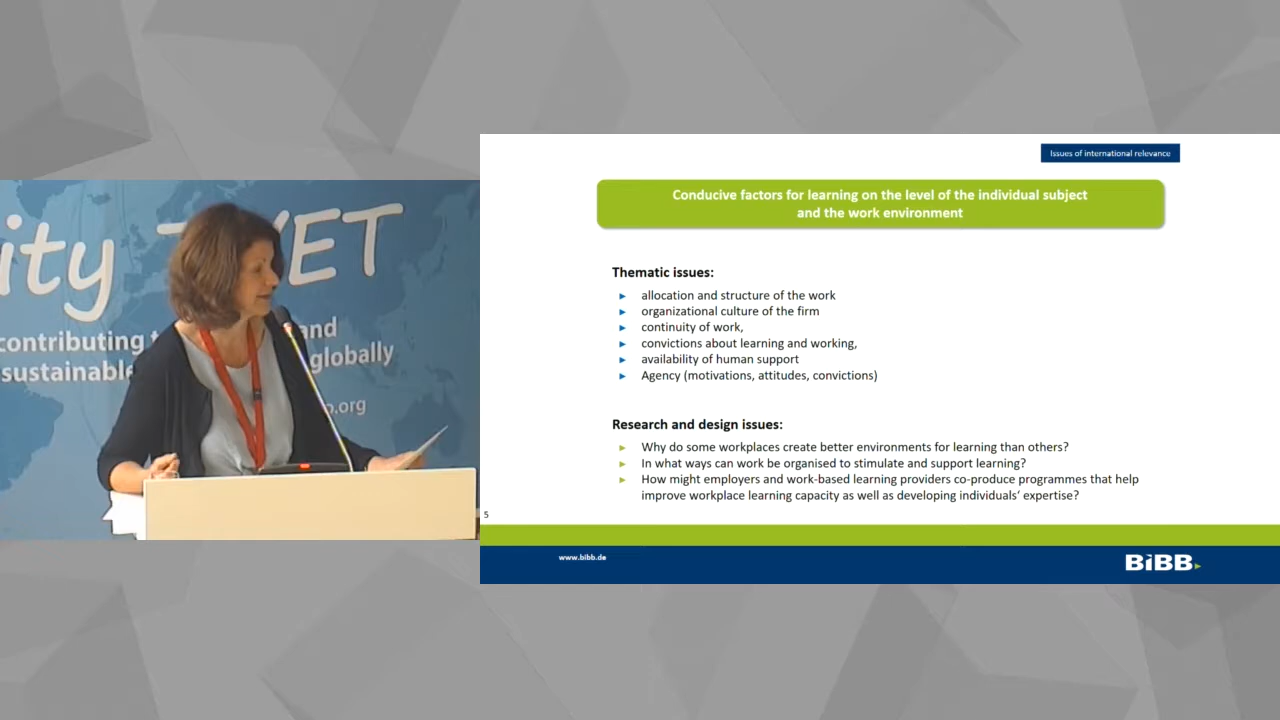 ity TVET
contributing t and
sustainable globally
.org
Issues of international relevance
Conducive factors for learning on the level of the individual subject
and the work environment
Thematic issues:
allocation and structure of the work
organizational culture of the firm
continuity of work,
convictions about learning and working,
availability of human support
Agency (motivations, attitudes, convictions)
Research and design issues:
Why do some workplaces create better environments for learning than others?
In what ways can work be organised to stimulate and support learning?
How might employers and work-based learning providers co-produce programmes that help
improve workplace learning capacity as well as developing individuals‘ expertise?
5
www.bibb.de
BiBB